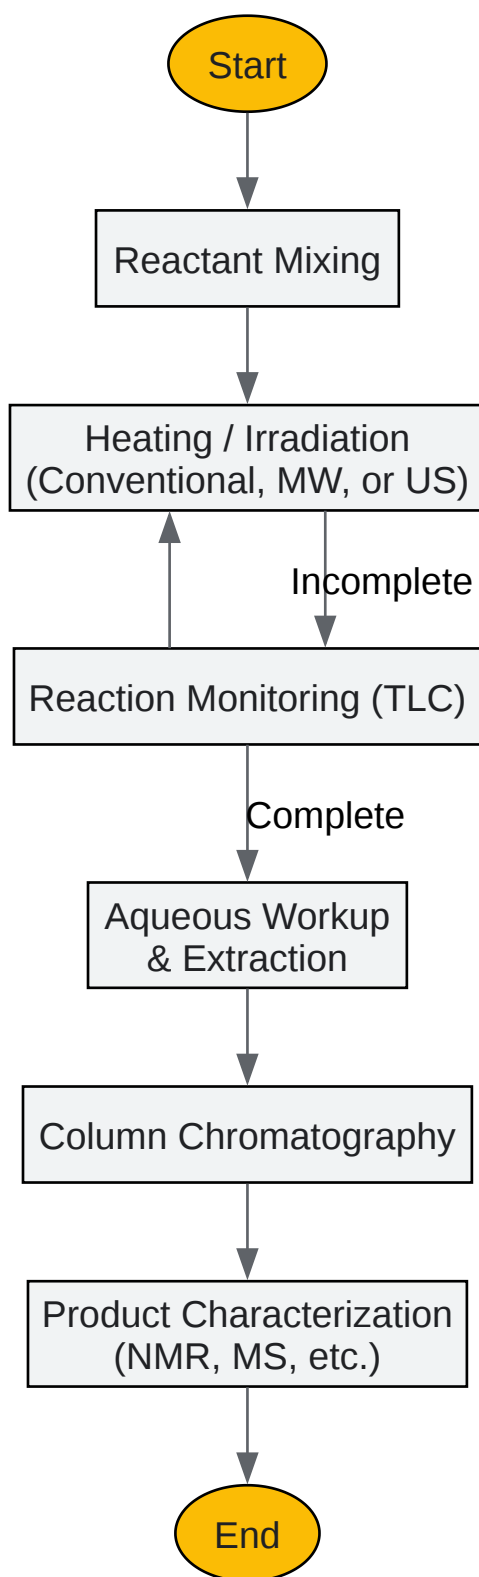 Start
Reactant Mixing
Heating / Irradiation
(Conventional, MW, or US)
Incomplete
Reaction Monitoring (TLC)
Complete
Aqueous Workup
& Extraction
Column Chromatography
Product Characterization
(NMR, MS, etc.)
End